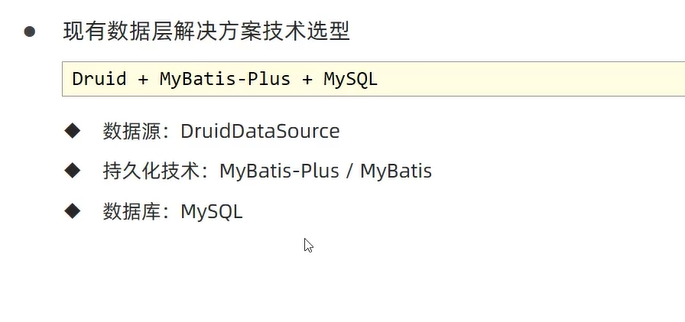 现有数据层解决方案技术选型
Druid + MyBatis-Plus + MySQL
数据源：DruidDataSource
持久化技术：MyBatis-Plus / MyBatis
数据库：MySQL